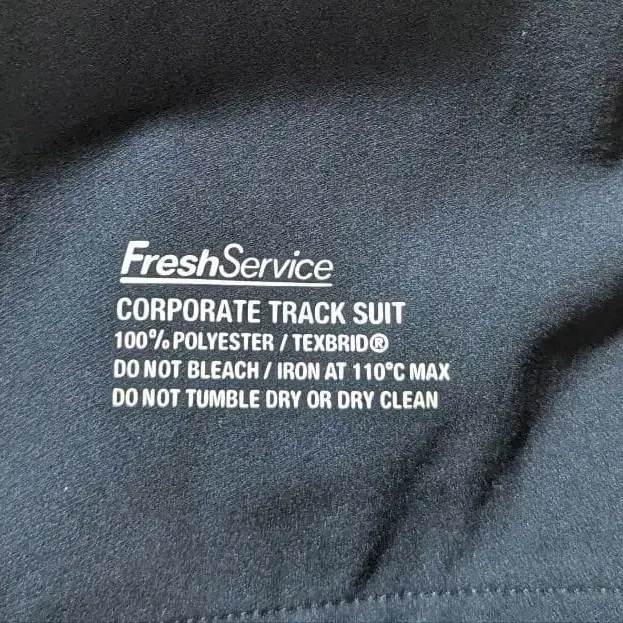 FreshService
CORPORATE TRACK SUIT
100% POLYESTER / TEXBRID®
DO NOT BLEACH / IRON AT 110°C MAX
DO NOT TUMBLE DRY OR DRY CLEAN